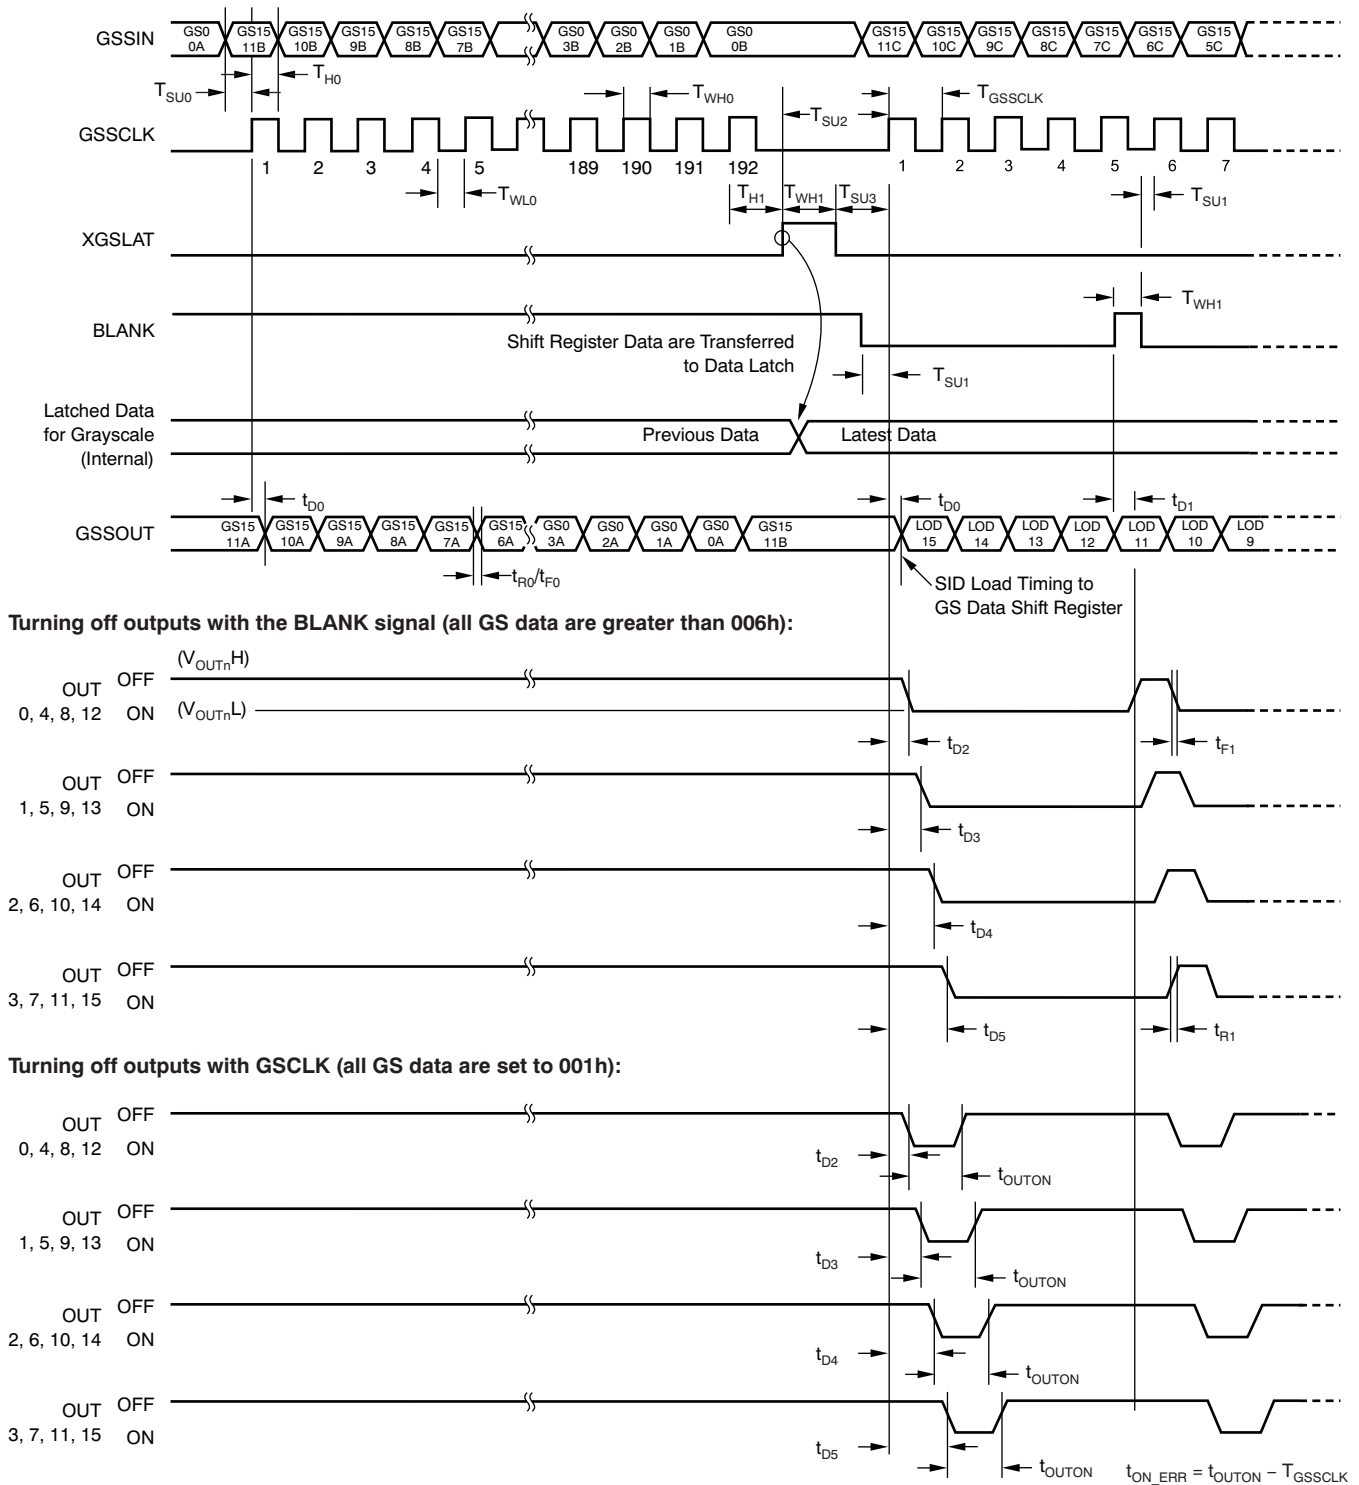 GSSIN
GS0 0A
GS15 11B
GS15 10B
GS15 9B
GS15 8B
GS15 7B
GS0 3B
GS0 2B
GS0 1B
GS0 0B
GS15 11C
GS15 10C
GS15 9C
GS15 8C
GS15 7C
GS15 6C
GS15 5C
TSU0
TH0
TWH0
TSU2
TGSSCLK
GSSCLK
1 2 3 4 5 189 190 191 192 1 2 3 4 5 6 7
TWL0
TH1
TWH1
TSU3
TSU1
XGSLAT
TWH1
BLANK
Shift Register Data are Transferred
to Data Latch
TSU1
Latched Data
for Grayscale
(Internal)
Previous Data
Latest Data
tD0
tD0
tD1
GSSOUT
GS15 11A
GS15 10A
GS15 9A
GS15 8A
GS15 7A
GS15 6A
GS0 3A
GS0 2A
GS0 1A
GS0 0A
GS15 11B
LOD 15
LOD 14
LOD 13
LOD 12
LOD 11
LOD 10
LOD 9
tR0/tF0
SID Load Timing to
GS Data Shift Register
Turning off outputs with the BLANK signal (all GS data are greater than 006h):
(VOUTnH)
OFF
OUT
0, 4, 8, 12
ON
(VOUTnL)
tD2
tF1
OFF
OUT
1, 5, 9, 13
ON
tD3
OFF
OUT
2, 6, 10, 14
ON
tD4
OFF
OUT
3, 7, 11, 15
ON
tD5
tR1
Turning off outputs with GSCLK (all GS data are set to 001h):
OFF
OUT
0, 4, 8, 12
ON
tD2
tOUTON
OFF
OUT
1, 5, 9, 13
ON
tD3
tOUTON
OFF
OUT
2, 6, 10, 14
ON
tD4
tOUTON
OFF
OUT
3, 7, 11, 15
ON
tD5
tOUTON
tON_ERR = tOUTON − TGSSCLK